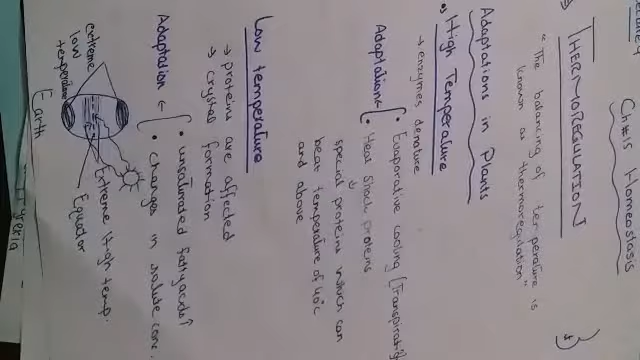 Lecture 4
Ch#15 Homeostasis
THERMOREGULATION
"The balancing of temperature is
known as thermoregulation"
Adaptations in Plants
High Temperature
→ enzymes denature
Adaptations ← • Evaporative cooling (Transpiration)
• Heat shock proteins
special proteins which can
bear temperature of 40°C
and above
Low temperature
→ proteins are affected
→ crystal formation
Adaptation ← • unsaturated fatty acids ↑
• changes in solute conc.
extreme
low
temperature
Extreme High temp.
Equator
Earth